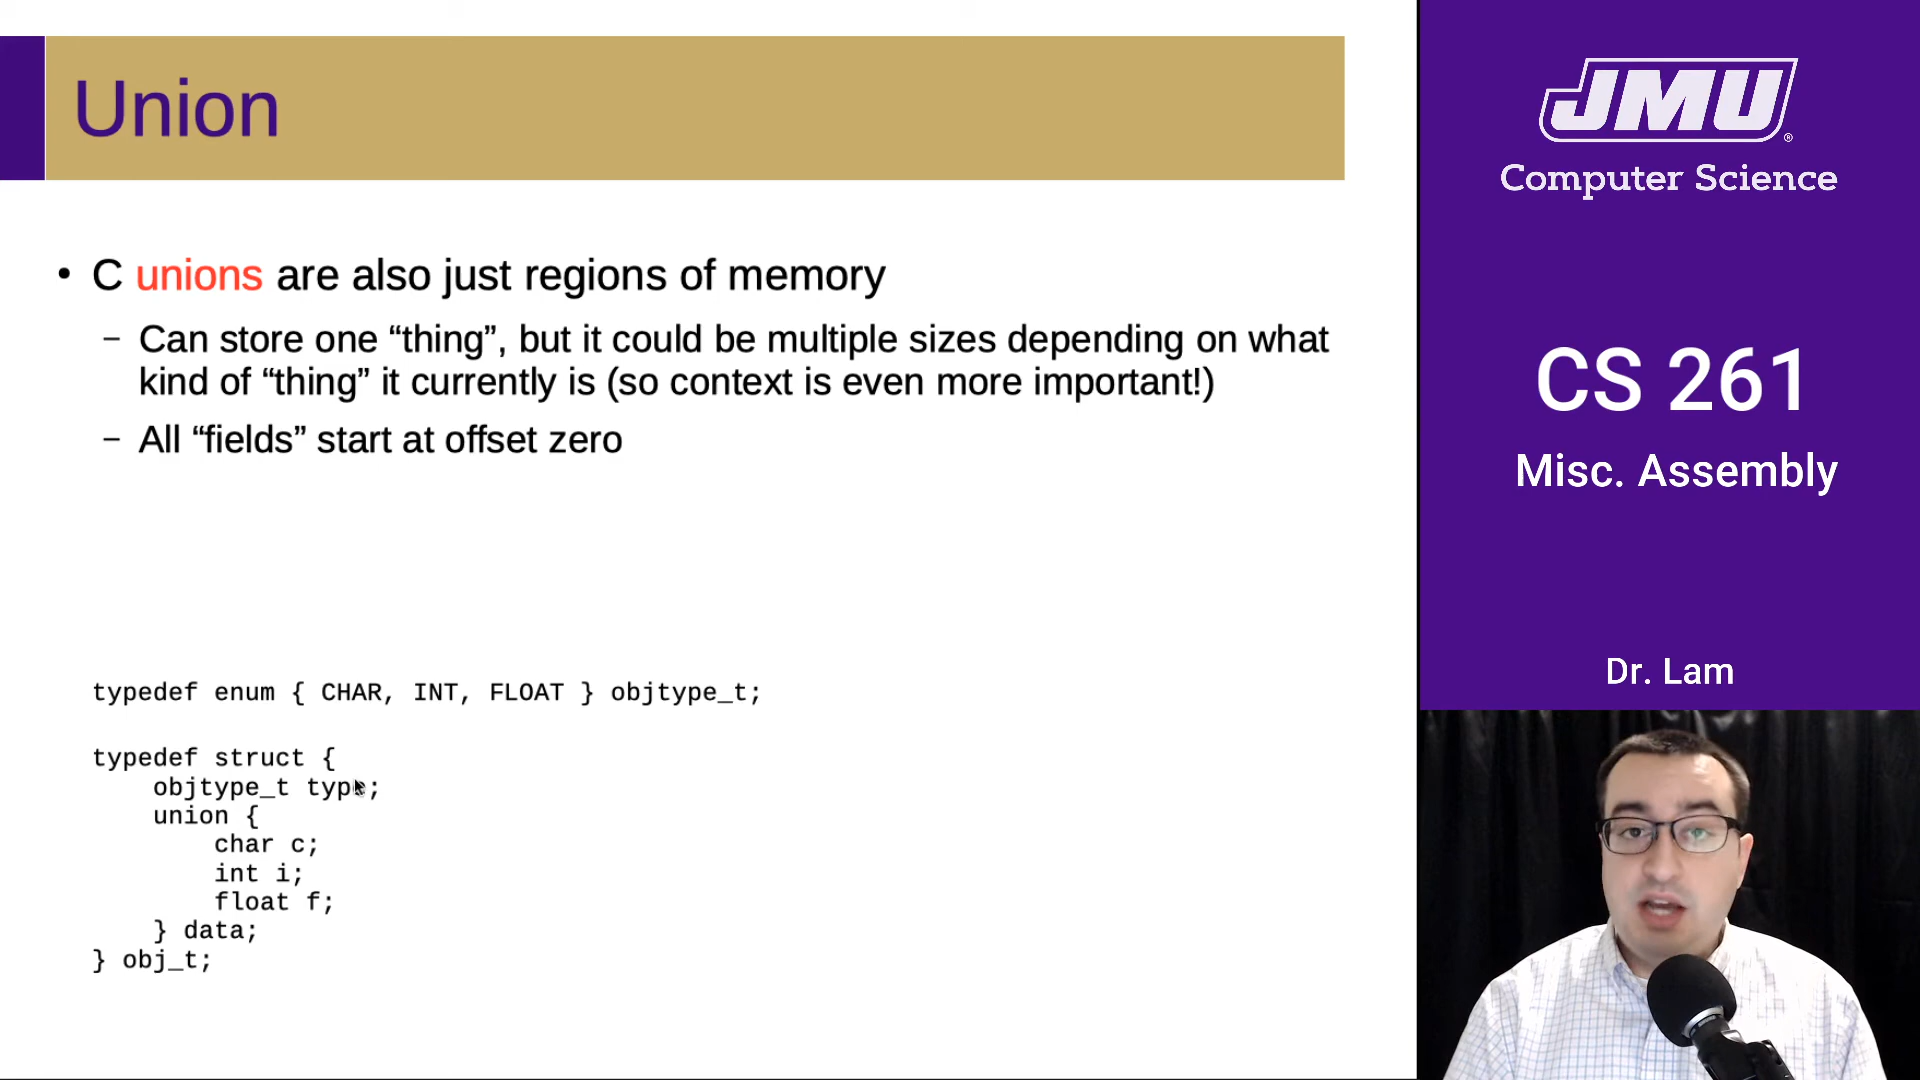 Union
• C unions are also just regions of memory
– Can store one “thing”, but it could be multiple sizes depending on what
kind of “thing” it currently is (so context is even more important!)
– All “fields” start at offset zero
typedef enum { CHAR, INT, FLOAT } objtype_t;
typedef struct {
    objtype_t type;
    union {
        char c;
        int i;
        float f;
    } data;
} obj_t;
JMU®
Computer Science
CS 261
Misc. Assembly
Dr. Lam